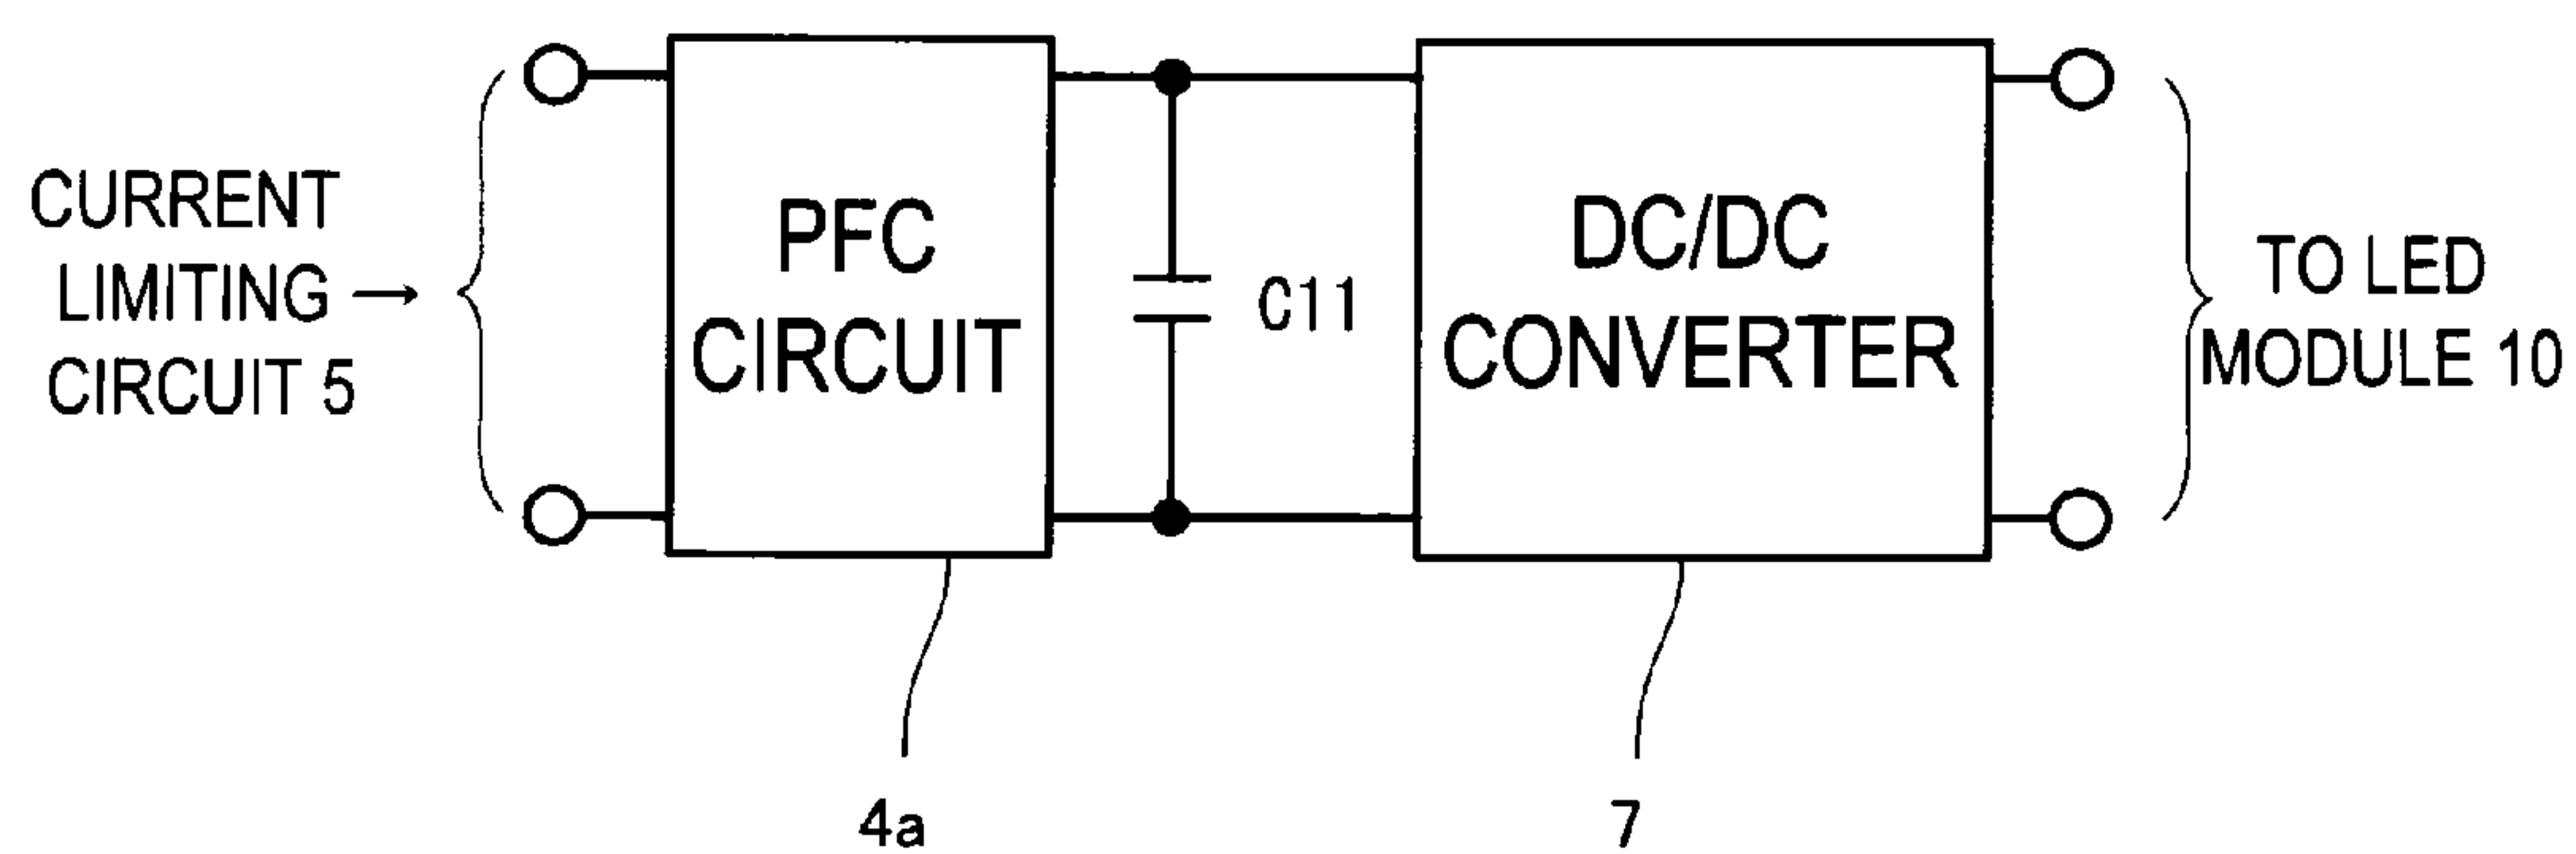 CURRENT
LIMITING →
CIRCUIT 5
PFC
CIRCUIT
C11
DC/DC
CONVERTER
TO LED
MODULE 10
4a
7